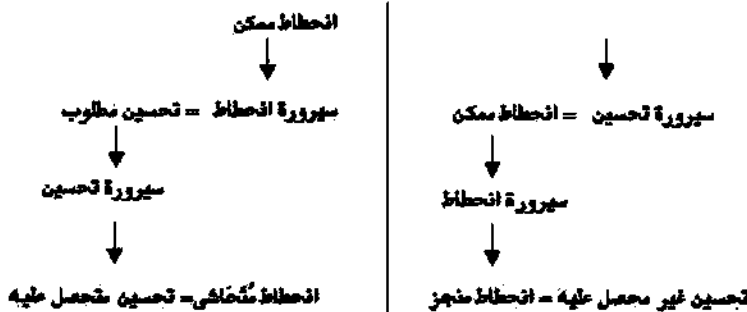 سيرورة تحسين = انحطاط ممكن
سيرورة انحطاط
تحسين غير محصل عليه = انحطاط منجز
انحطاط ممكن
سيرورة انحطاط = تحسين مطلوب
سيرورة تحسين
انحطاط مُتَحَاشى= تحسين متحصل عليه